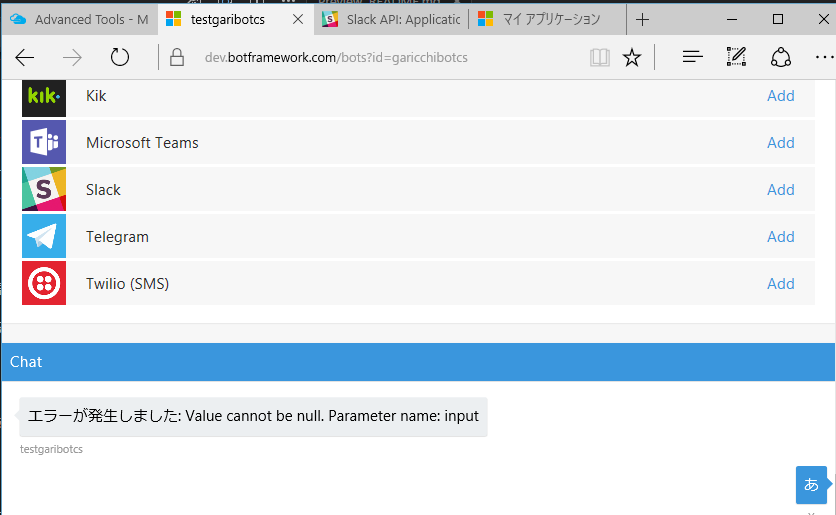 Advanced Tools - M
testgaribotcs
Slack API: Applicatic
マイ アプリケーション
dev.botframework.com/bots?id=garicchibotcs
kik
Kik
Add
Microsoft Teams
Add
Slack
Add
Telegram
Add
Twilio (SMS)
Add
Chat
エラーが発生しました: Value cannot be null. Parameter name: input
testgaribotcs
あ